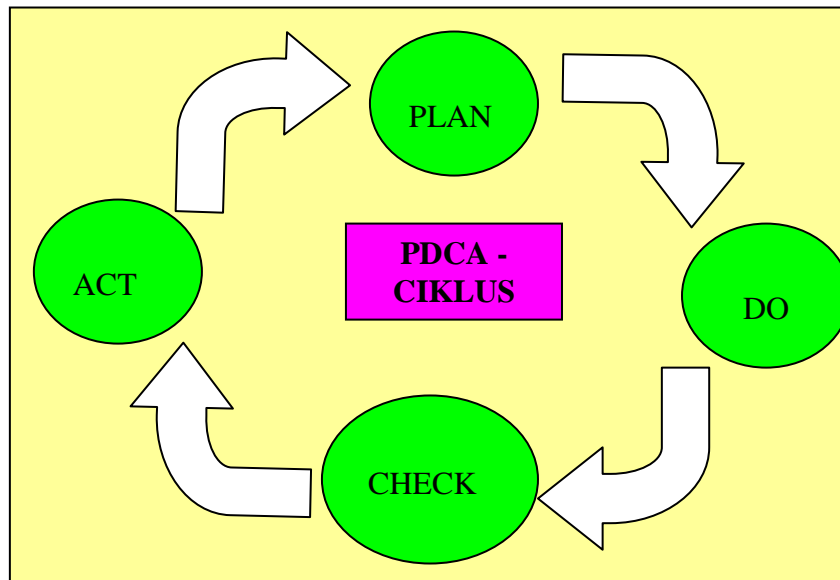 PLAN
ACT
PDCA -
CIKLUS
DO
CHECK